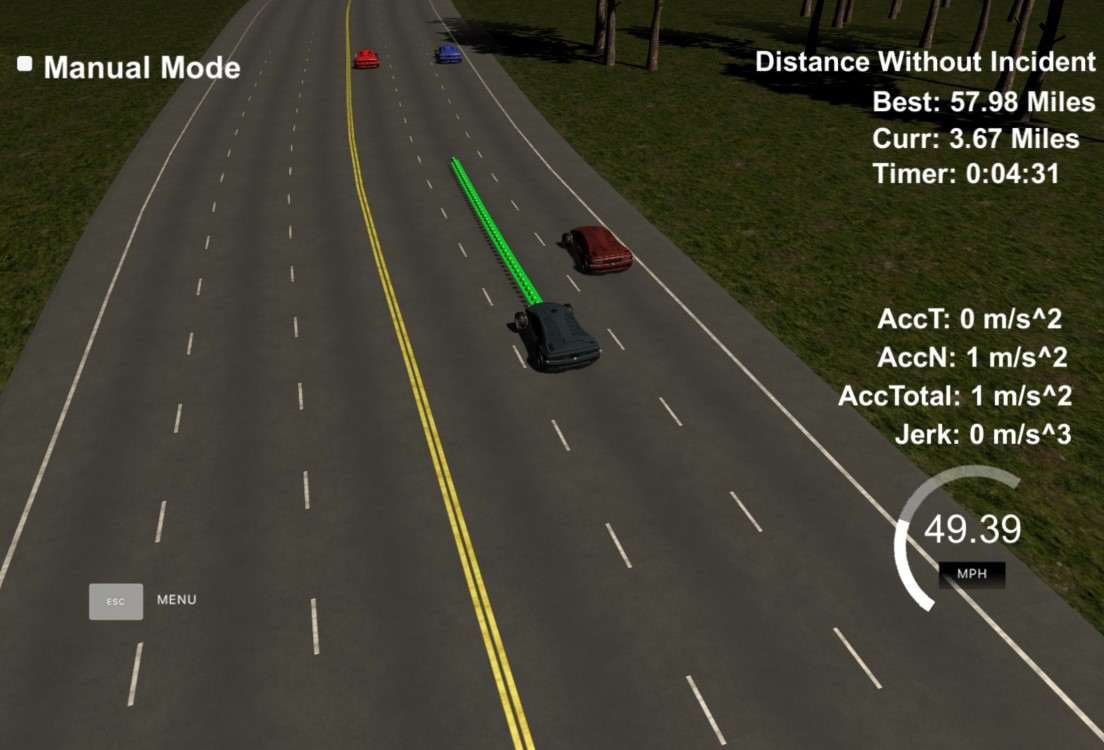 Manual Mode
Distance Without Incident
Best: 57.98 Miles
Curr: 3.67 Miles
Timer: 0:04:31
AccT: 0 m/s^2
AccN: 1 m/s^2
AccTotal: 1 m/s^2
Jerk: 0 m/s^3
49.39
MPH
ESC MENU